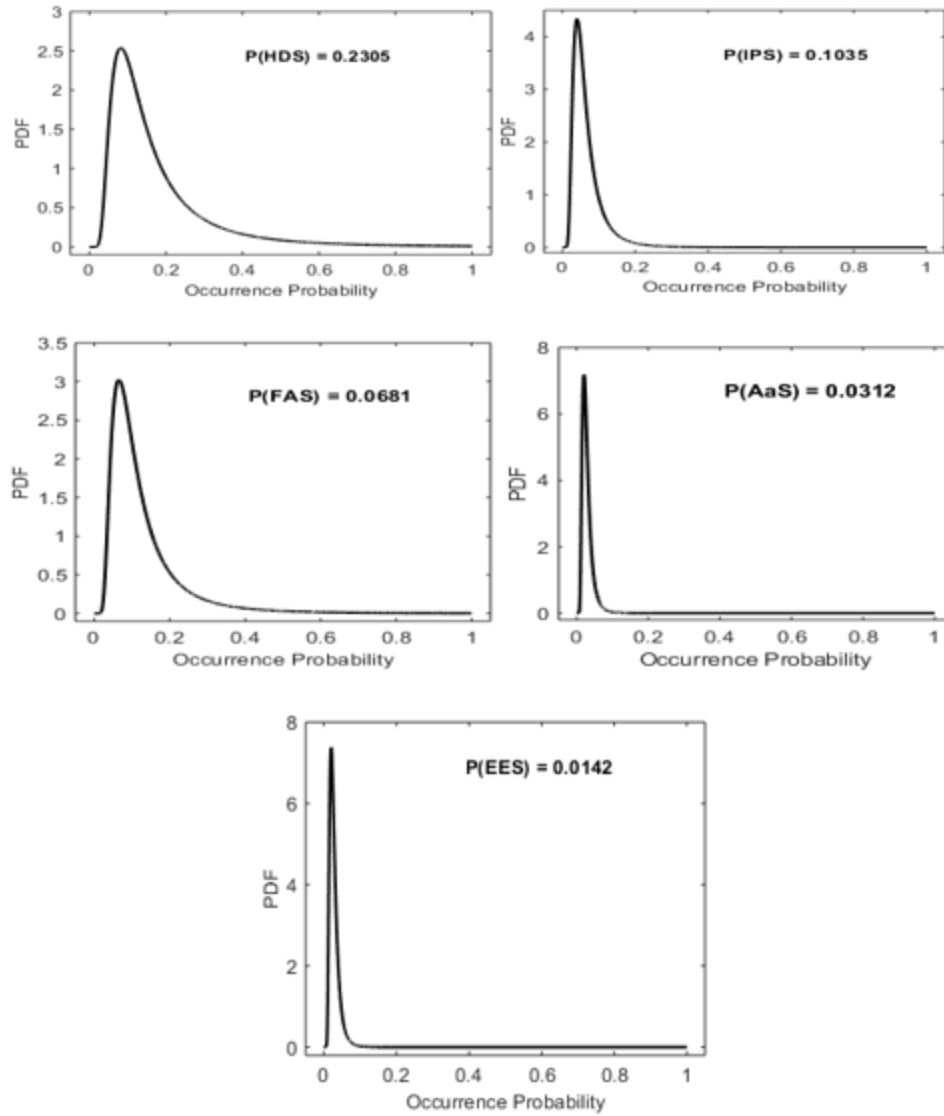 3
2.5
2
1.5
1
0.5
0
PDF
P(HDS) = 0.2305
0 0.2 0.4 0.6 0.8 1
Occurrence Probability
4
3
2
1
0
PDF
P(IPS) = 0.1035
0 0.2 0.4 0.6 0.8 1
Occurrence Probability
3.5
3
2.5
2
1.5
1
0.5
0
PDF
P(FAS) = 0.0681
0 0.2 0.4 0.6 0.8 1
Occurrence Probability
8
6
4
2
0
PDF
P(AaS) = 0.0312
0 0.2 0.4 0.6 0.8 1
Occurrence Probability
8
6
4
2
0
PDF
P(EES) = 0.0142
0 0.2 0.4 0.6 0.8 1
Occurrence Probability